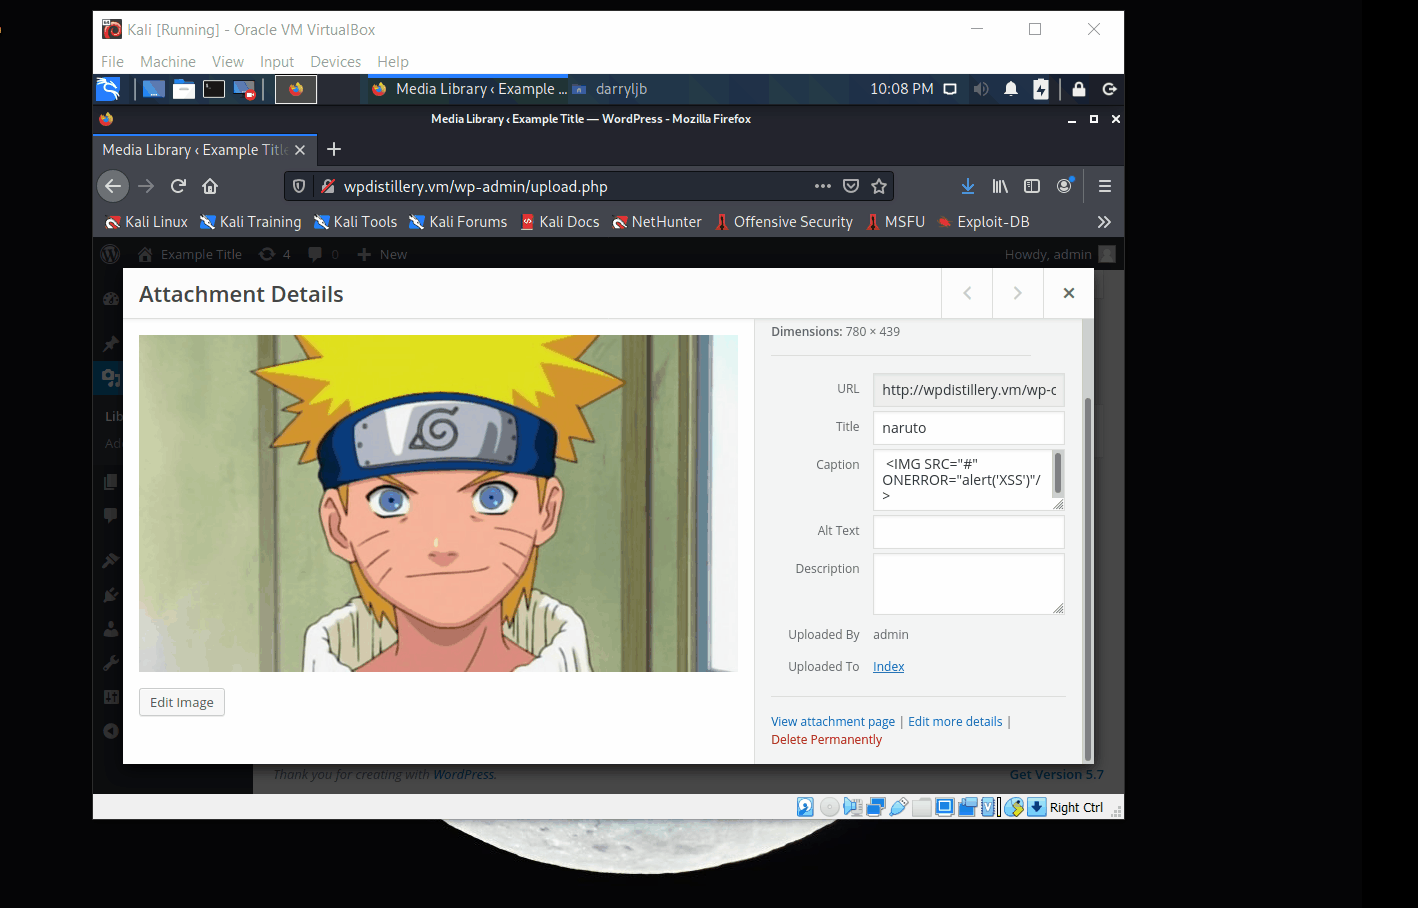 Kali [Running] - Oracle VM VirtualBox
File Machine View Input Devices Help
Media Library ‹ Example ... darryljb 10:08 PM
Media Library ‹ Example Title — WordPress - Mozilla Firefox
Media Library ‹ Example Title
wpdistillery.vm/wp-admin/upload.php
Kali Linux Kali Training Kali Tools Kali Forums Kali Docs NetHunter Offensive Security MSFU Exploit-DB
Example Title 4 0 New Howdy, admin
Attachment Details
Dimensions: 780 × 439
URL http://wpdistillery.vm/wp-c
Title naruto
Caption <IMG SRC="#"
ONERROR="alert('XSS')"/
>
Alt Text
Description
Lib
Ad
Uploaded By admin
Uploaded To Index
Edit Image
View attachment page | Edit more details |
Delete Permanently
Thank you for creating with WordPress. Get Version 5.7
Right Ctrl